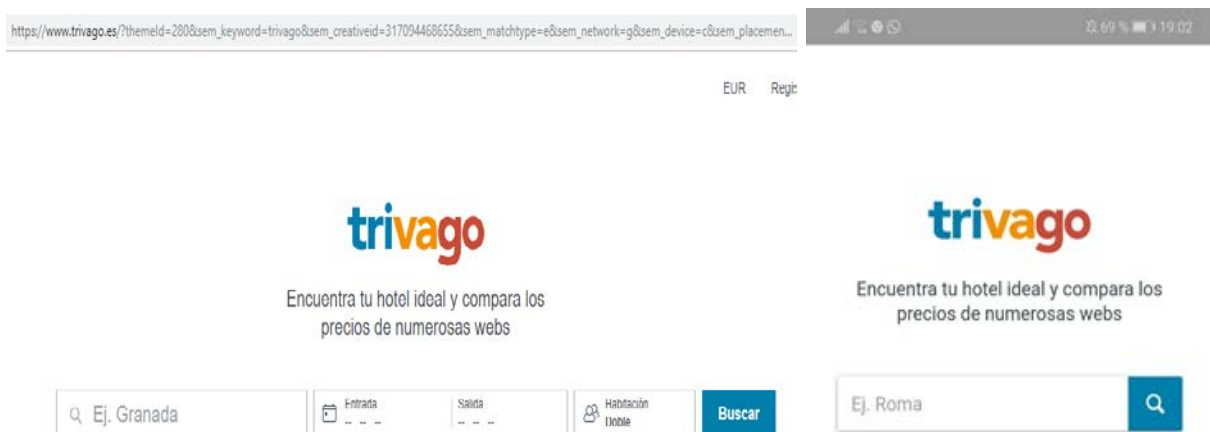 https://www.trivago.es/?themeId=280&sem_keyword=trivago&sem_creativeid=317094468655&sem_matchtype=e&sem_network=g&sem_device=c&sem_placemen...
EUR Regis
trivago
Encuentra tu hotel ideal y compara los
precios de numerosas webs
Ej. Granada
Entrada
-- - -
Salida
-- - -
Habitación
Doble
Buscar
69 % 19:02
trivago
Encuentra tu hotel ideal y compara los
precios de numerosas webs
Ej. Roma